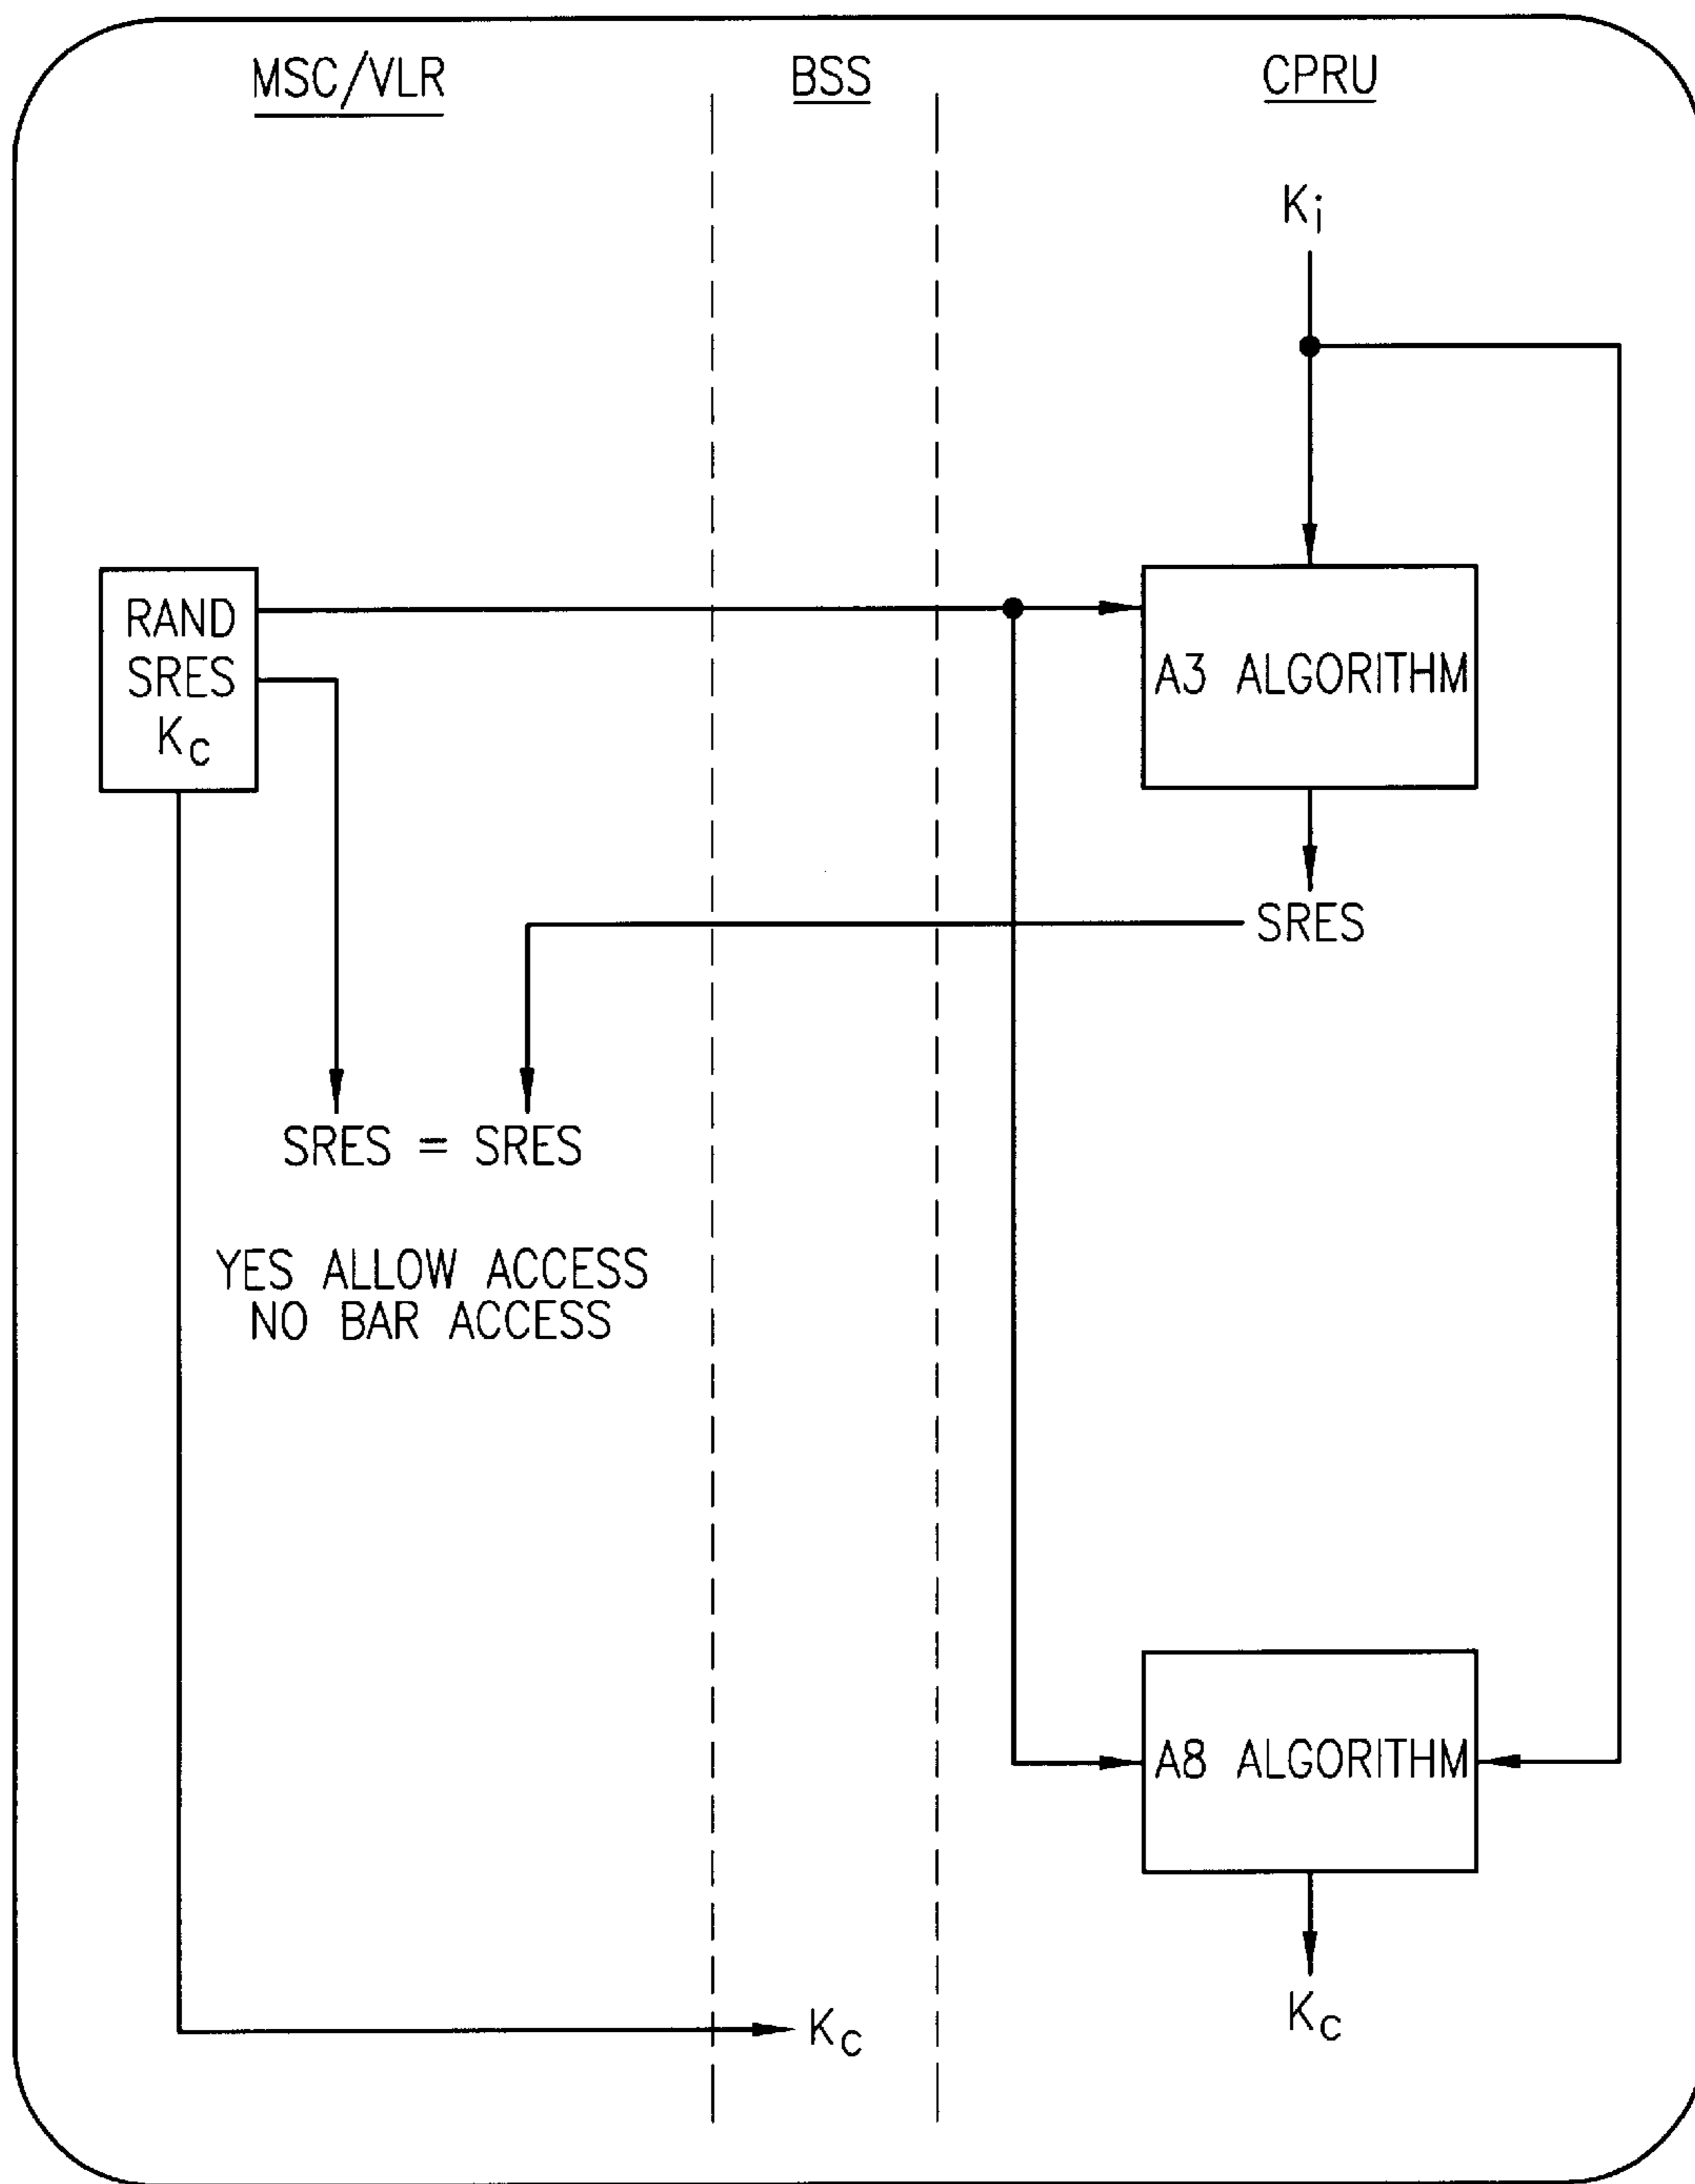 MSC/VLR
BSS
CPRU
Ki
RAND
SRES
Kc
A3 ALGORITHM
SRES
SRES = SRES
YES ALLOW ACCESS
NO BAR ACCESS
A8 ALGORITHM
Kc
Kc